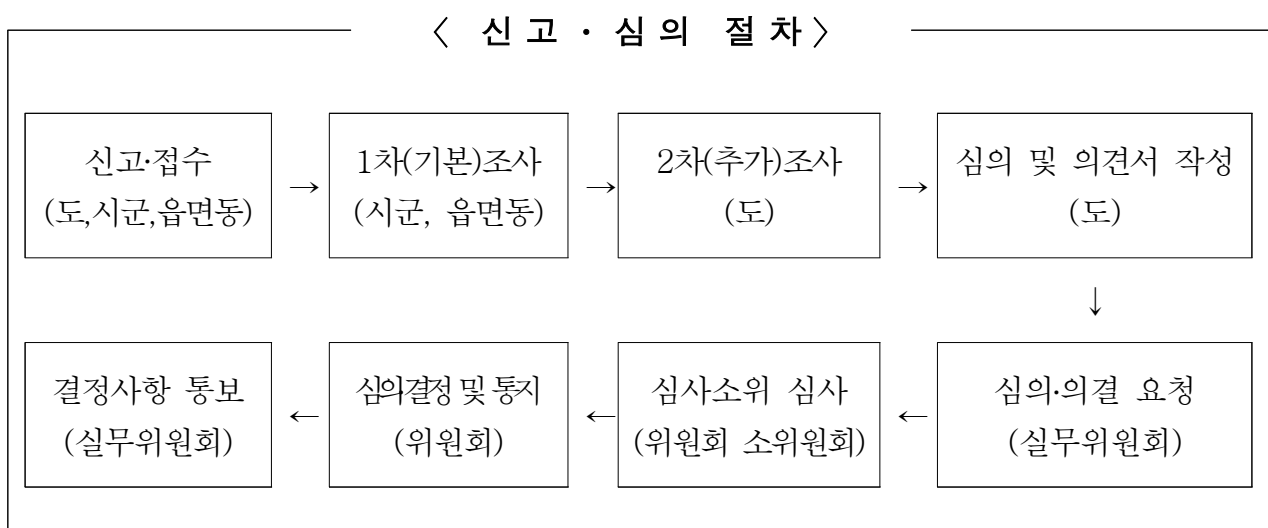 〈 신 고 · 심 의 절 차 〉
신고·접수
(도,시군,읍면동)
→
1차(기본)조사
(시군, 읍면동)
→
2차(추가)조사
(도)
→
심의 및 의견서 작성
(도)
↓
결정사항 통보
(실무위원회)
←
심의결정 및 통지
(위원회)
←
심사소위 심사
(위원회 소위원회)
←
심의·의결 요청
(실무위원회)